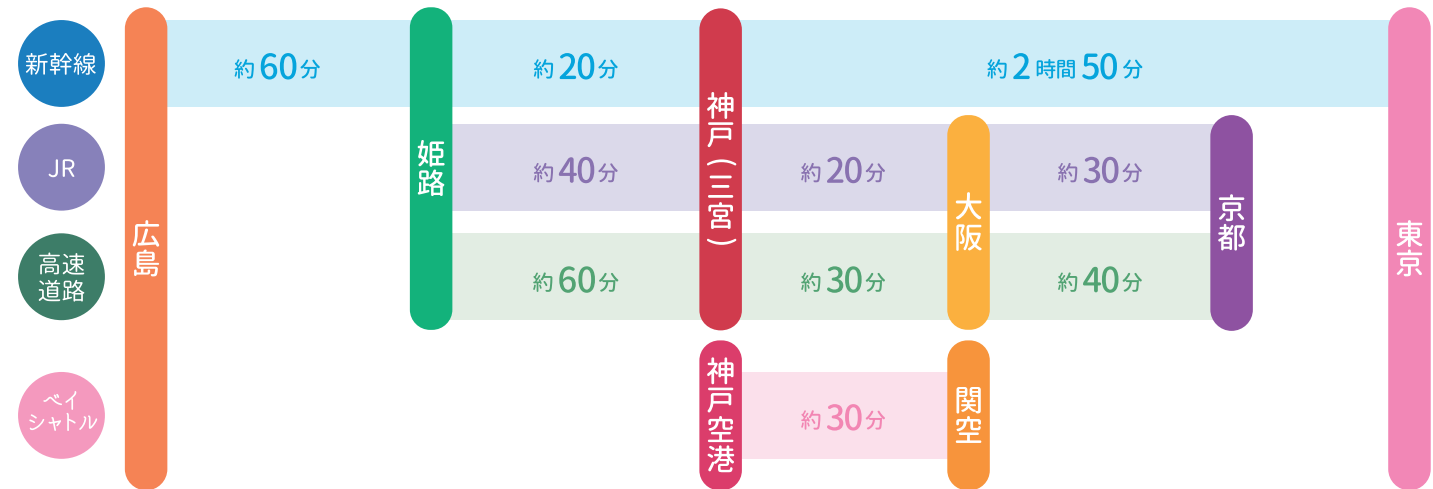 新幹線
約60分
約20分
約2時間50分
JR
約40分
約20分
約30分
高速
道路
約60分
約30分
約40分
ベイ
シャトル
約30分
広島
姫路
神戸(三宮)
大阪
京都
東京
神戸空港
関空